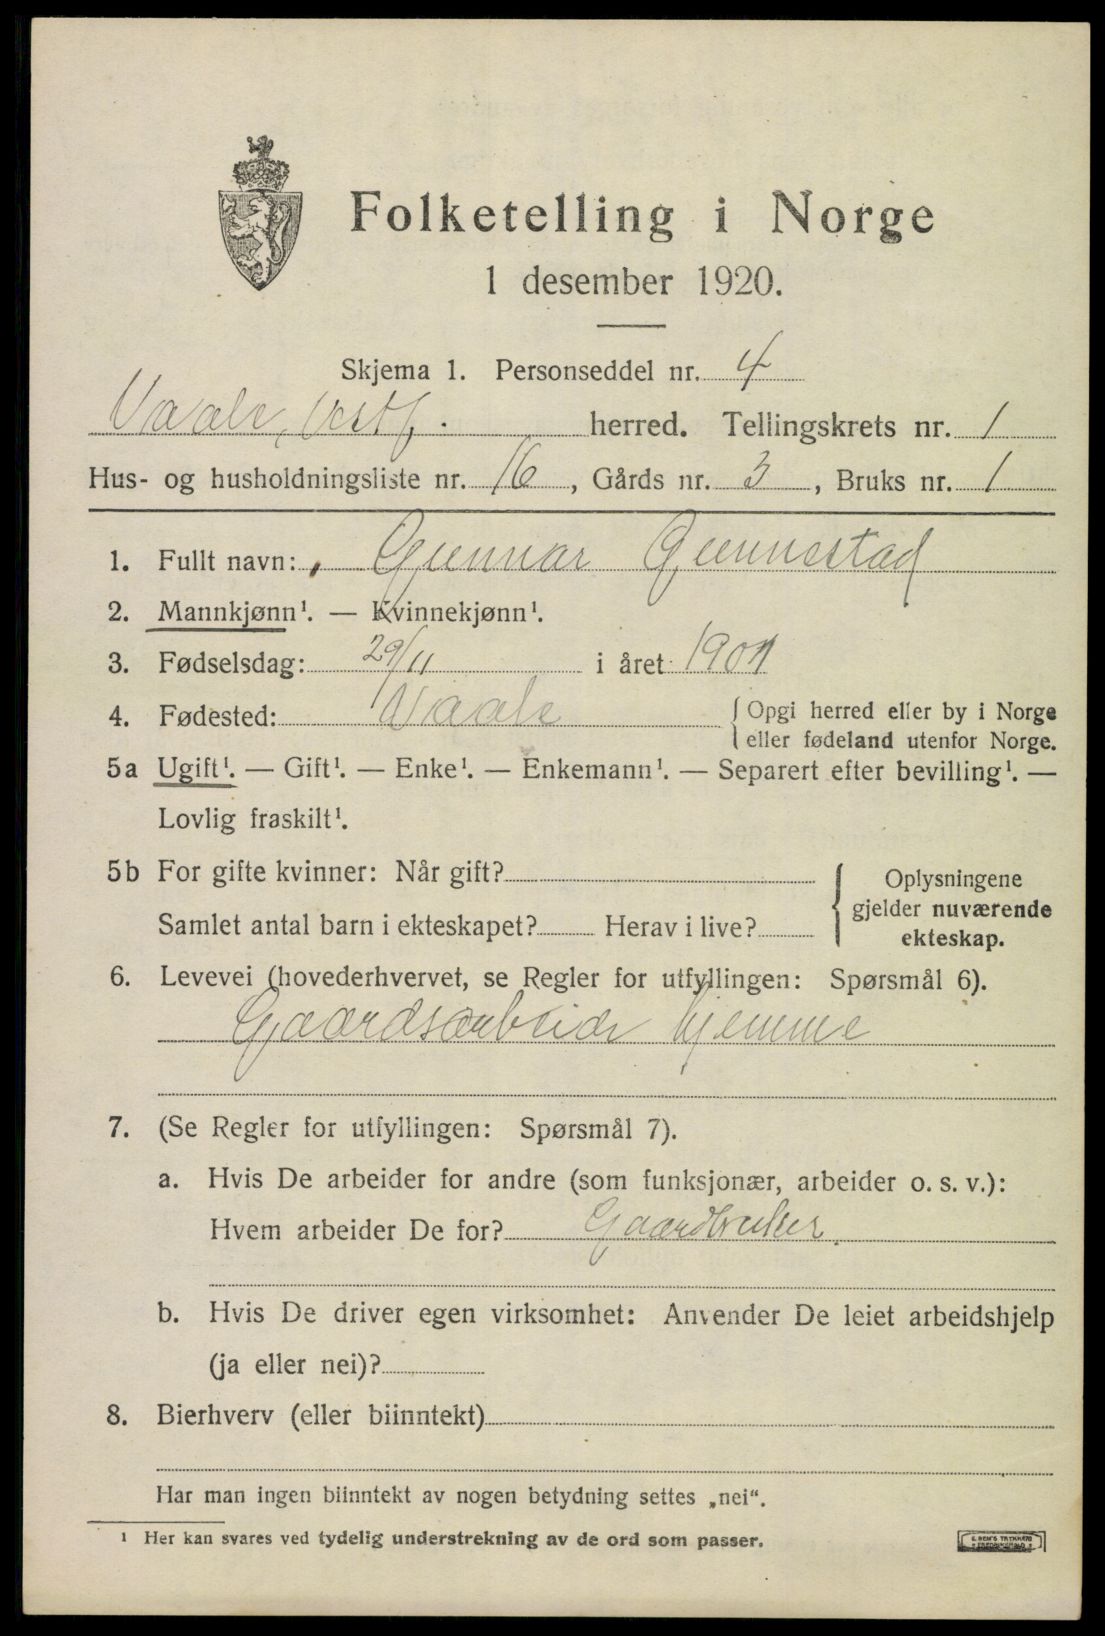 Folketelling i Norge
1 desember 1920.
Skjema 1. Personseddel nr. 4
Vaale, Vestf. herred. Tellingskrets nr. 1
Hus- og husholdningsliste nr. 16, Gårds nr. 3, Bruks nr. 1
1. Fullt navn: Gunnar Gunnestad
2. Mannkjønn¹. — Kvinnekjønn¹.
3. Fødselsdag: 29/11 i året
4. Fødested: Vaale {Opgi herred eller by i Norge
eller fødeland utenfor Norge.
5a Ugift¹. — Gift¹. — Enke¹. — Enkemann¹. — Separert efter bevilling¹. —
Lovlig fraskilt¹.
5b For gifte kvinner: Når gift?
Samlet antal barn i ekteskapet? Herav i live?
{Oplysningene
gjelder nuværende
ekteskap.
6. Levevei (hovederhvervet, se Regler for utfyllingen: Spørsmål 6).
Gaardsarbeide hjemme
7. (Se Regler for utfyllingen: Spørsmål 7).
a. Hvis De arbeider for andre (som funksjonær, arbeider o. s. v.):
Hvem arbeider De for? Gaardbruker
b. Hvis De driver egen virksomhet: Anvender De leiet arbeidshjelp
(ja eller nei)?
8. Bierhverv (eller biinntekt)
Har man ingen biinntekt av nogen betydning settes „nei“.
¹ Her kan svares ved tydelig understrekning av de ord som passer.
E. SEM'S TRYKKERI
FREDRIKSHALD